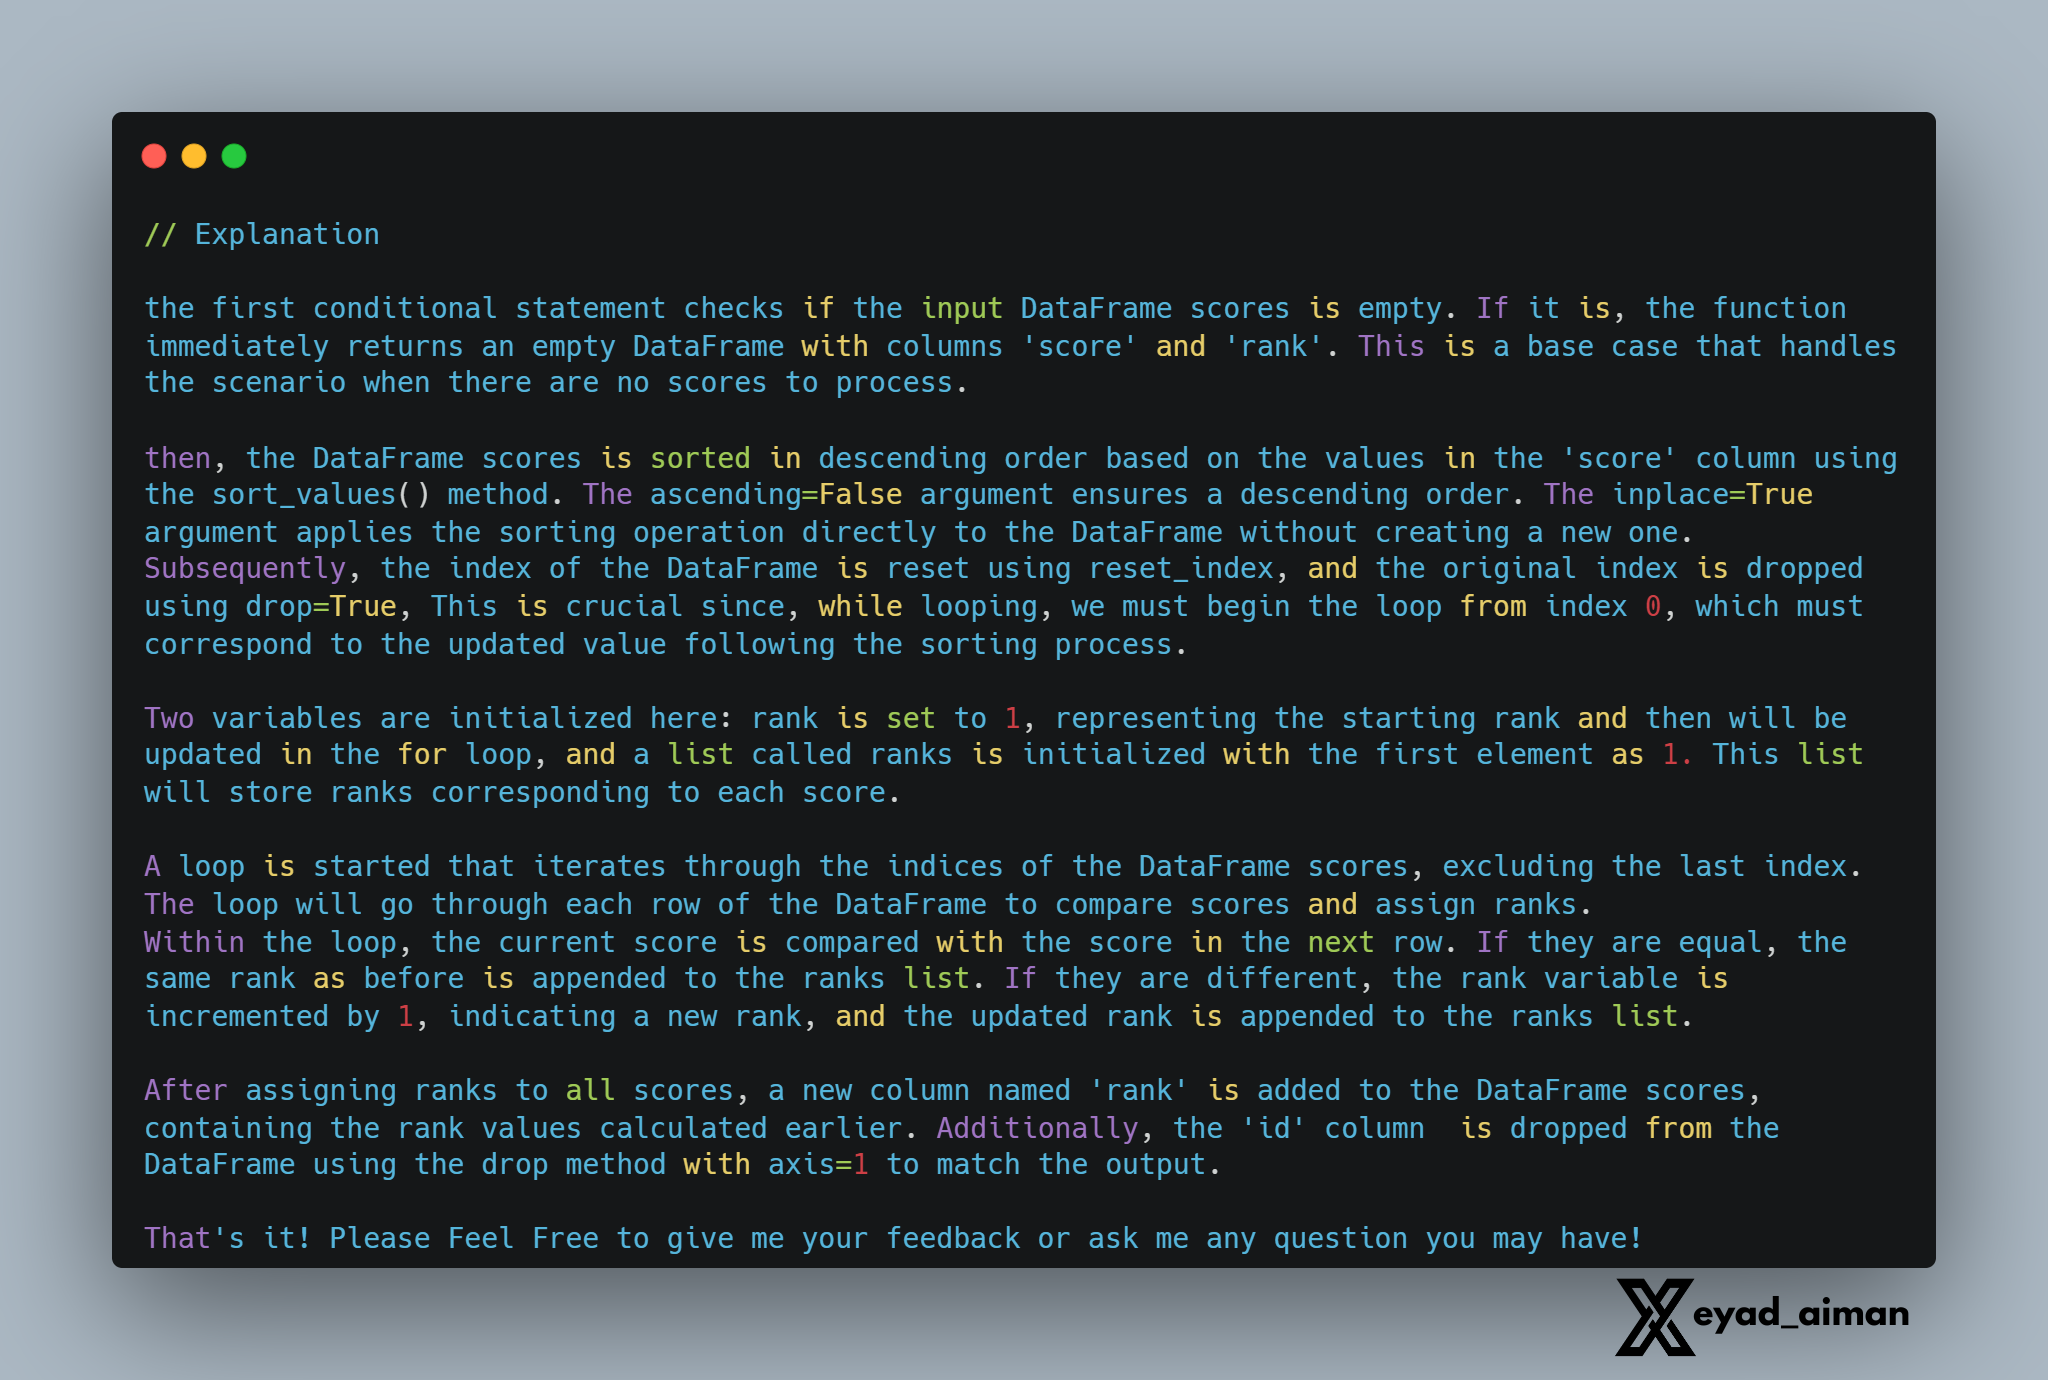 // Explanation
the first conditional statement checks if the input DataFrame scores is empty. If it is, the function
immediately returns an empty DataFrame with columns 'score' and 'rank'. This is a base case that handles
the scenario when there are no scores to process.
then, the DataFrame scores is sorted in descending order based on the values in the 'score' column using
the sort_values() method. The ascending=False argument ensures a descending order. The inplace=True
argument applies the sorting operation directly to the DataFrame without creating a new one.
Subsequently, the index of the DataFrame is reset using reset_index, and the original index is dropped
using drop=True, This is crucial since, while looping, we must begin the loop from index 0, which must
correspond to the updated value following the sorting process.
Two variables are initialized here: rank is set to 1, representing the starting rank and then will be
updated in the for loop, and a list called ranks is initialized with the first element as 1. This list
will store ranks corresponding to each score.
A loop is started that iterates through the indices of the DataFrame scores, excluding the last index.
The loop will go through each row of the DataFrame to compare scores and assign ranks.
Within the loop, the current score is compared with the score in the next row. If they are equal, the
same rank as before is appended to the ranks list. If they are different, the rank variable is
incremented by 1, indicating a new rank, and the updated rank is appended to the ranks list.
After assigning ranks to all scores, a new column named 'rank' is added to the DataFrame scores,
containing the rank values calculated earlier. Additionally, the 'id' column  is dropped from the
DataFrame using the drop method with axis=1 to match the output.
That's it! Please Feel Free to give me your feedback or ask me any question you may have!
eyad_aiman